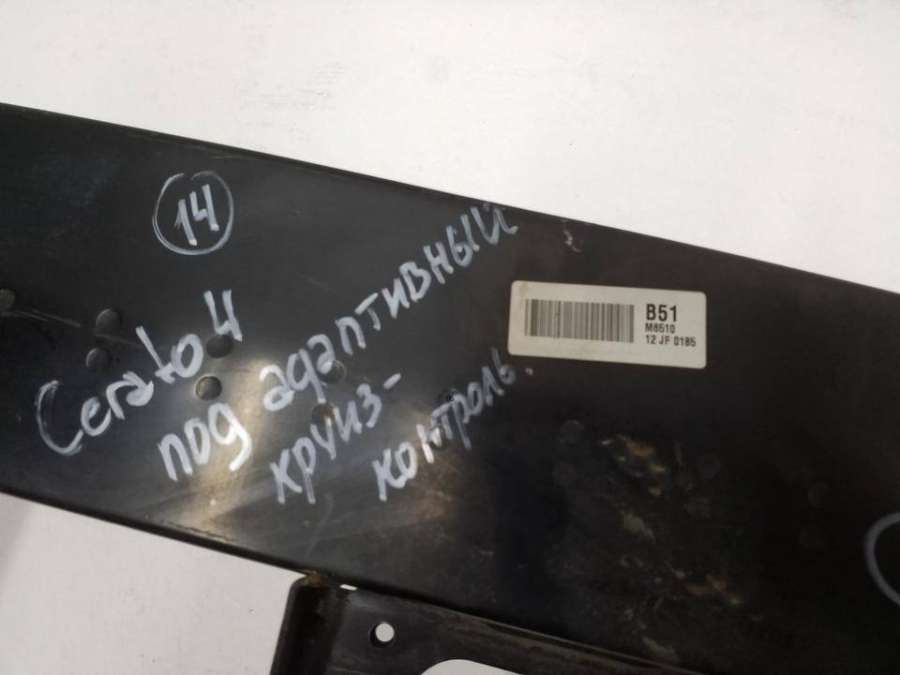 14
Cerato 4
под адаптивный
круиз-
контроль.
B51
M8510
12 JF 0185